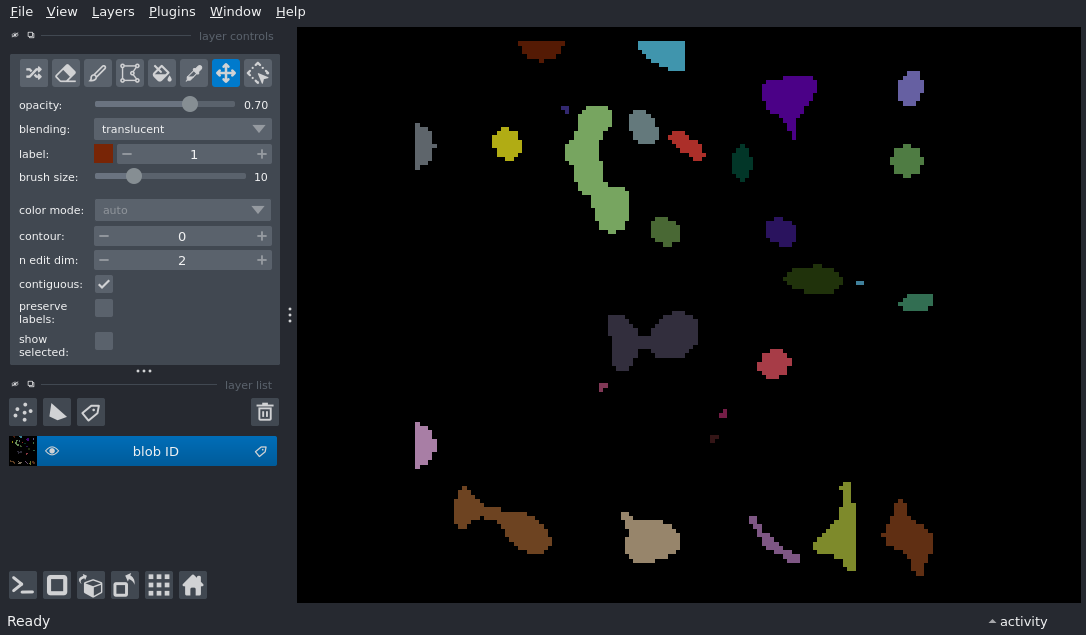 File View Layers Plugins Window Help
layer controls
opacity: 0.70
blending: translucent
label: 1
brush size: 10
color mode: auto
contour: 0
n edit dim: 2
contiguous:
preserve
labels:
show
selected:
layer list
blob ID
Ready
activity